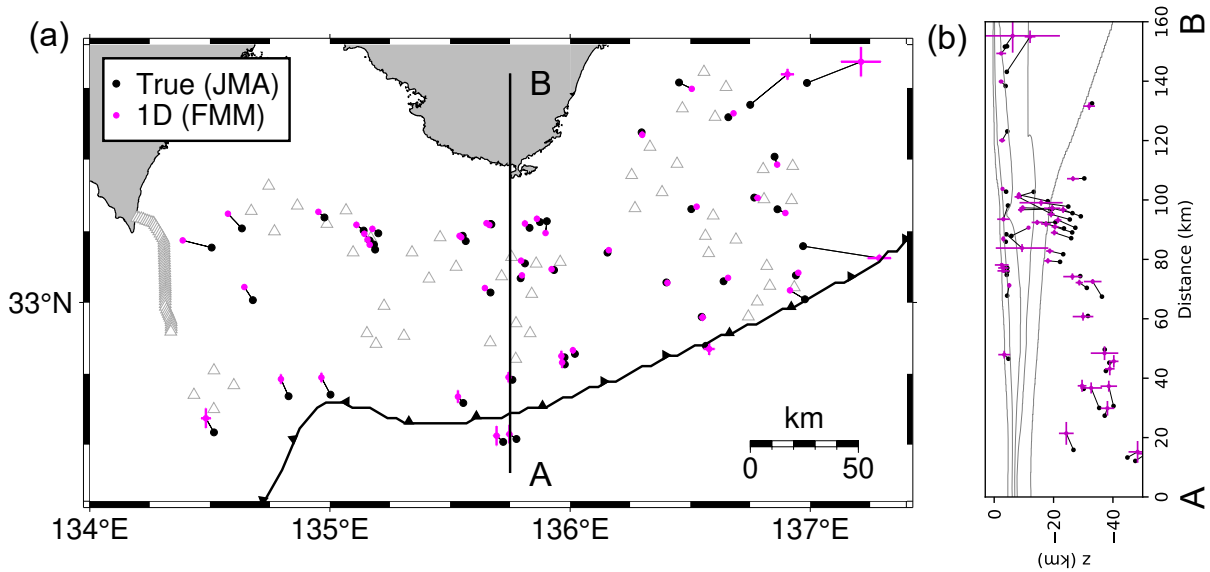 (a)
True (JMA)
1D (FMM)
B
A
33°N
134°E
135°E
136°E
137°E
km
0
50
(b)
B
A
0
20
40
60
80
100
120
140
160
Distance (km)
0
−20
−40
z (km)